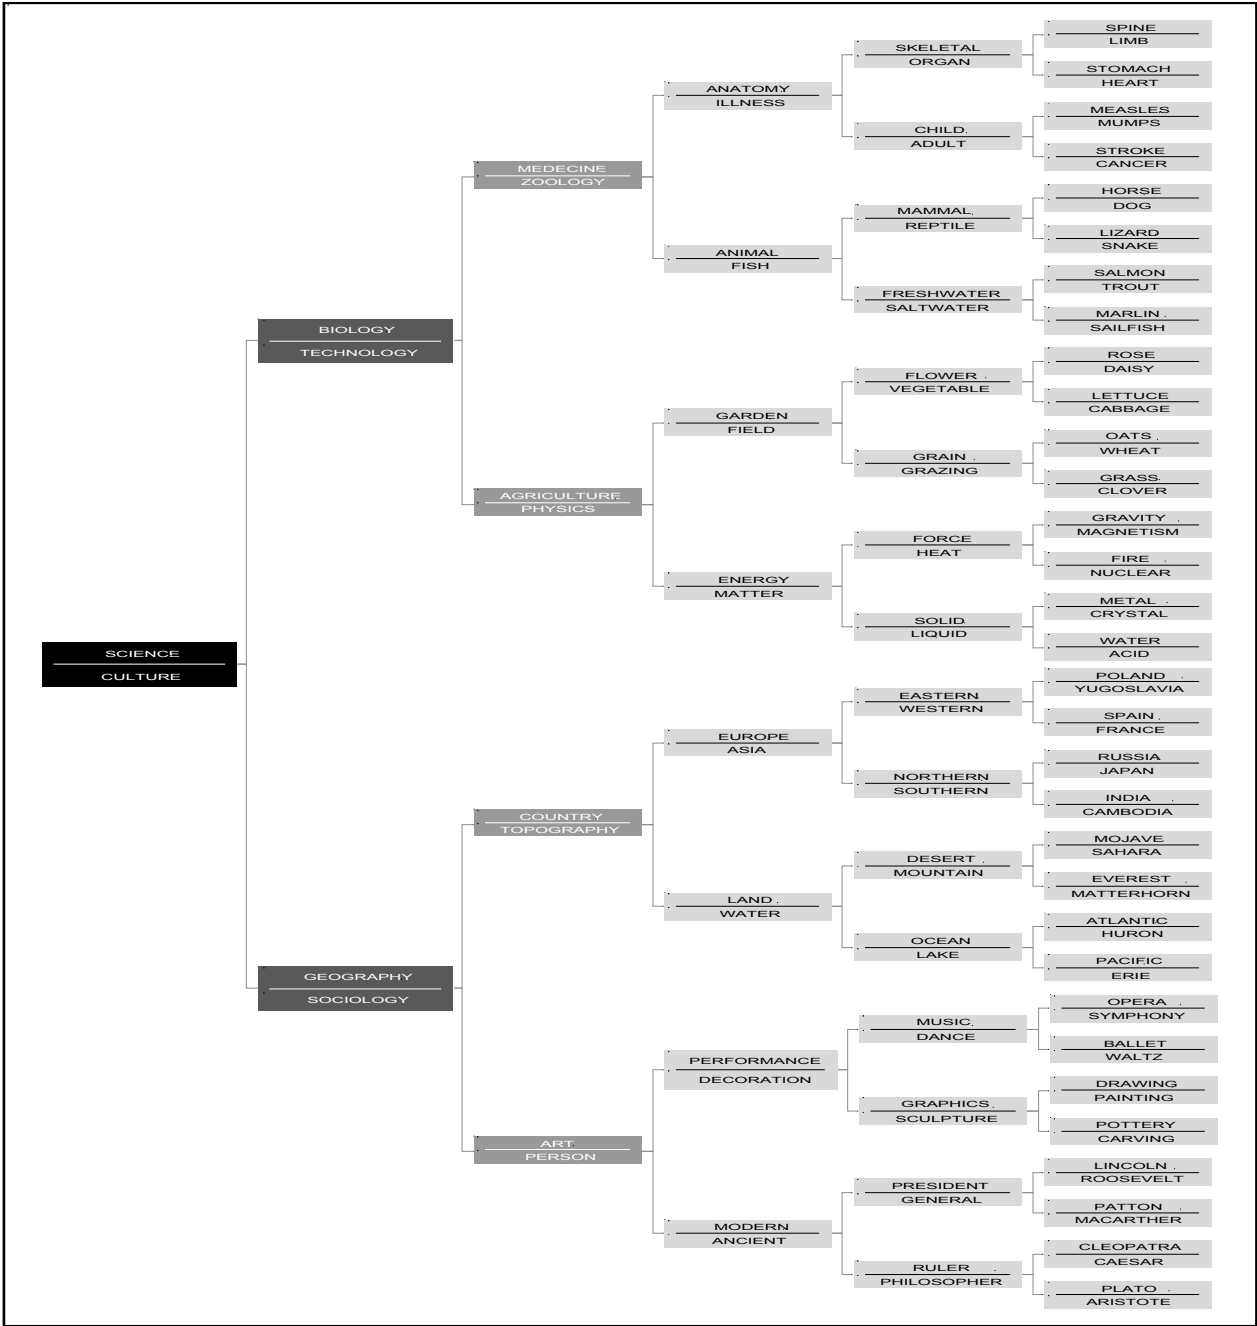 SCIENCE
CULTURE
BIOLOGY
TECHNOLOGY
GEOGRAPHY
SOCIOLOGY
MEDECINE
ZOOLOGY
AGRICULTURE
PHYSICS
COUNTRY
TOPOGRAPHY
ART
PERSON
ANATOMY
ILLNESS
ANIMAL
FISH
GARDEN
FIELD
ENERGY
MATTER
EUROPE
ASIA
LAND
WATER
PERFORMANCE
DECORATION
MODERN
ANCIENT
SKELETAL
ORGAN
CHILD
ADULT
MAMMAL
REPTILE
FRESHWATER
SALTWATER
FLOWER
VEGETABLE
GRAIN
GRAZING
FORCE
HEAT
SOLID
LIQUID
EASTERN
WESTERN
NORTHERN
SOUTHERN
DESERT
MOUNTAIN
OCEAN
LAKE
MUSIC
DANCE
GRAPHICS
SCULPTURE
PRESIDENT
GENERAL
RULER
PHILOSOPHER
SPINE
LIMB
STOMACH
HEART
MEASLES
MUMPS
STROKE
CANCER
HORSE
DOG
LIZARD
SNAKE
SALMON
TROUT
MARLIN
SAILFISH
ROSE
DAISY
LETTUCE
CABBAGE
OATS
WHEAT
GRASS
CLOVER
GRAVITY
MAGNETISM
FIRE
NUCLEAR
METAL
CRYSTAL
WATER
ACID
POLAND
YUGOSLAVIA
SPAIN
FRANCE
RUSSIA
JAPAN
INDIA
CAMBODIA
MOJAVE
SAHARA
EVEREST
MATTERHORN
ATLANTIC
HURON
PACIFIC
ERIE
OPERA
SYMPHONY
BALLET
WALTZ
DRAWING
PAINTING
POTTERY
CARVING
LINCOLN
ROOSEVELT
PATTON
MACARTHER
CLEOPATRA
CAESAR
PLATO
ARISTOTE